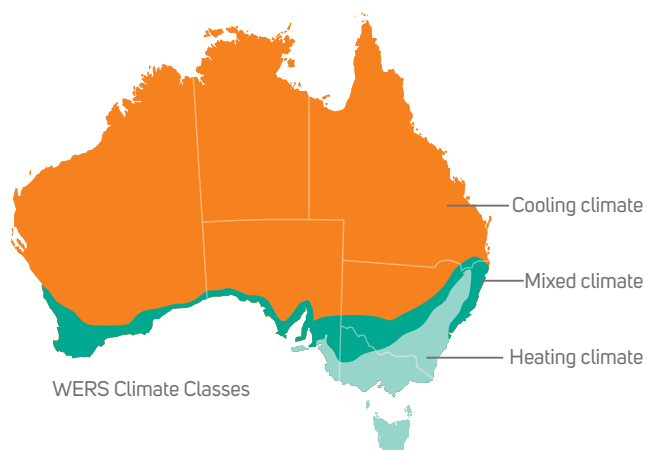 Cooling climate
Mixed climate
Heating climate
WERS Climate Classes